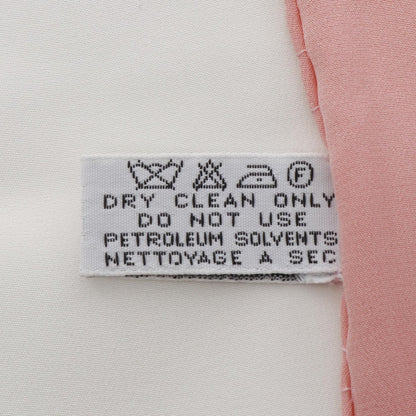 F
DRY CLEAN ONLY
DO NOT USE
PETROLEUM SOLVENTS
NETTOYAGE A SEC